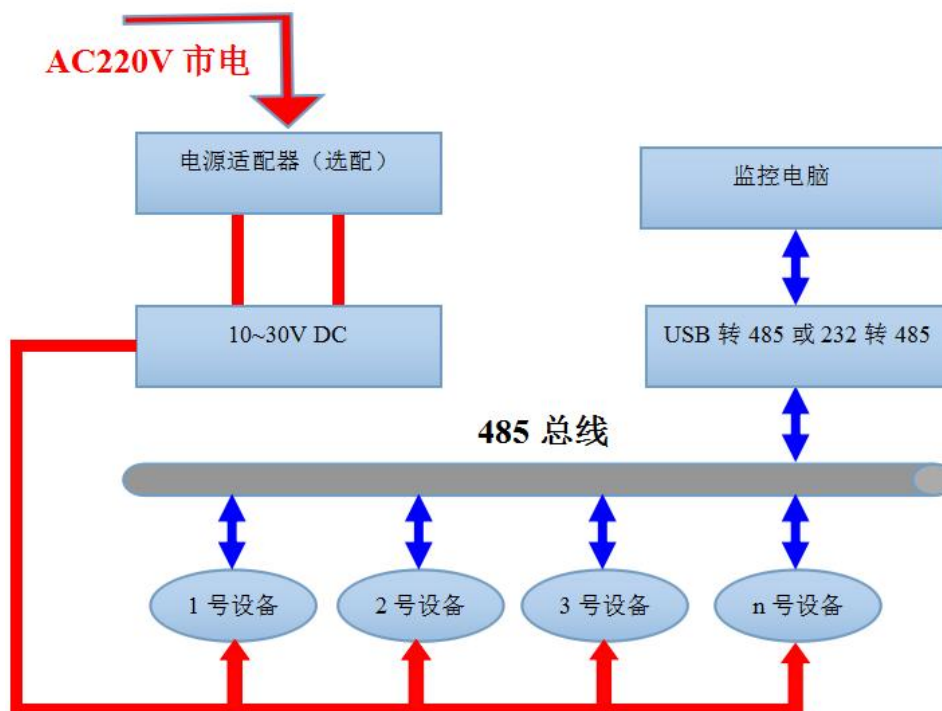 AC220V 市电
电源适配器（选配）
监控电脑
10~30V DC
USB 转 485 或 232 转 485
485 总线
1 号设备
2 号设备
3 号设备
n 号设备